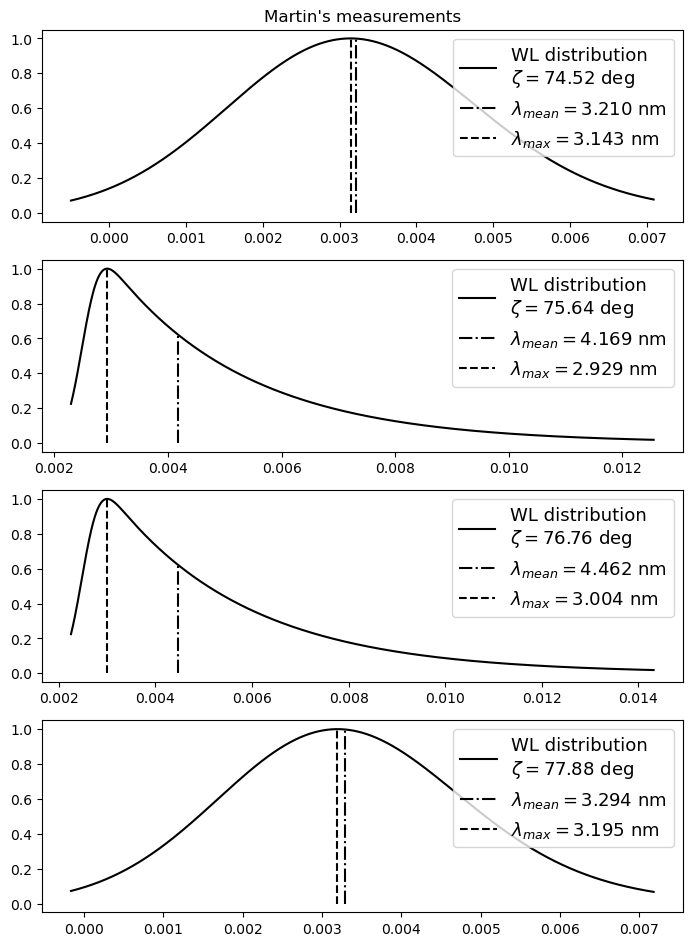 Martin's measurements
1.0
0.8
0.6
0.4
0.2
0.0
WL distribution
ζ = 74.52 deg
λ_mean = 3.210 nm
λ_max = 3.143 nm
0.000 0.001 0.002 0.003 0.004 0.005 0.006 0.007
1.0
0.8
0.6
0.4
0.2
0.0
WL distribution
ζ = 75.64 deg
λ_mean = 4.169 nm
λ_max = 2.929 nm
0.002 0.004 0.006 0.008 0.010 0.012
1.0
0.8
0.6
0.4
0.2
0.0
WL distribution
ζ = 76.76 deg
λ_mean = 4.462 nm
λ_max = 3.004 nm
0.002 0.004 0.006 0.008 0.010 0.012 0.014
1.0
0.8
0.6
0.4
0.2
0.0
WL distribution
ζ = 77.88 deg
λ_mean = 3.294 nm
λ_max = 3.195 nm
0.000 0.001 0.002 0.003 0.004 0.005 0.006 0.007